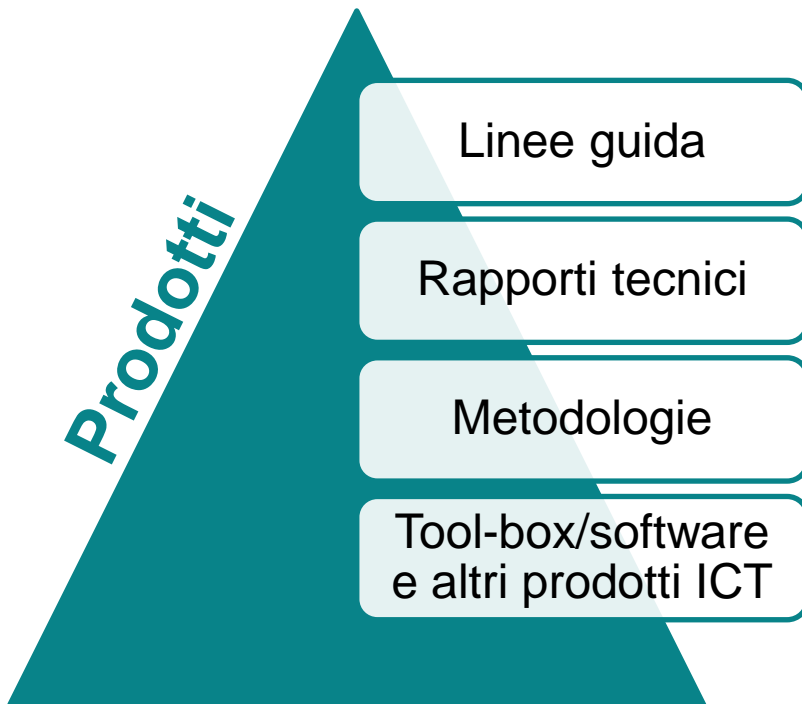 Prodotti
Linee guida
Rapporti tecnici
Metodologie
Tool-box/software
e altri prodotti ICT